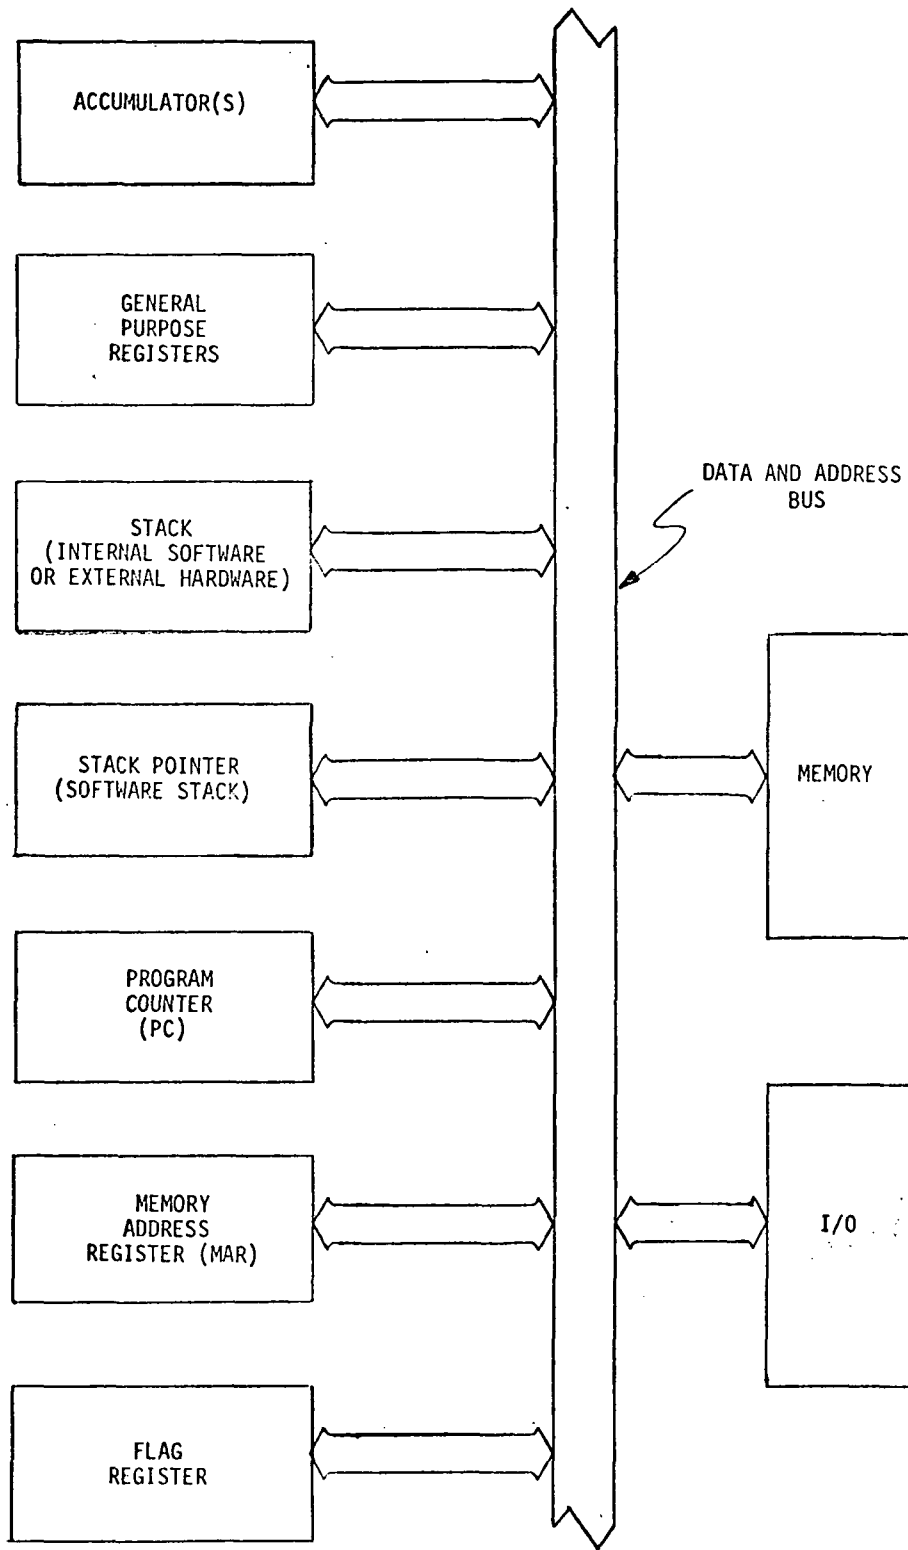 ACCUMULATOR(S)
GENERAL
PURPOSE
REGISTERS
STACK
(INTERNAL SOFTWARE
OR EXTERNAL HARDWARE)
STACK POINTER
(SOFTWARE STACK)
PROGRAM
COUNTER
(PC)
MEMORY
ADDRESS
REGISTER (MAR)
FLAG
REGISTER
DATA AND ADDRESS
BUS
MEMORY
I/O